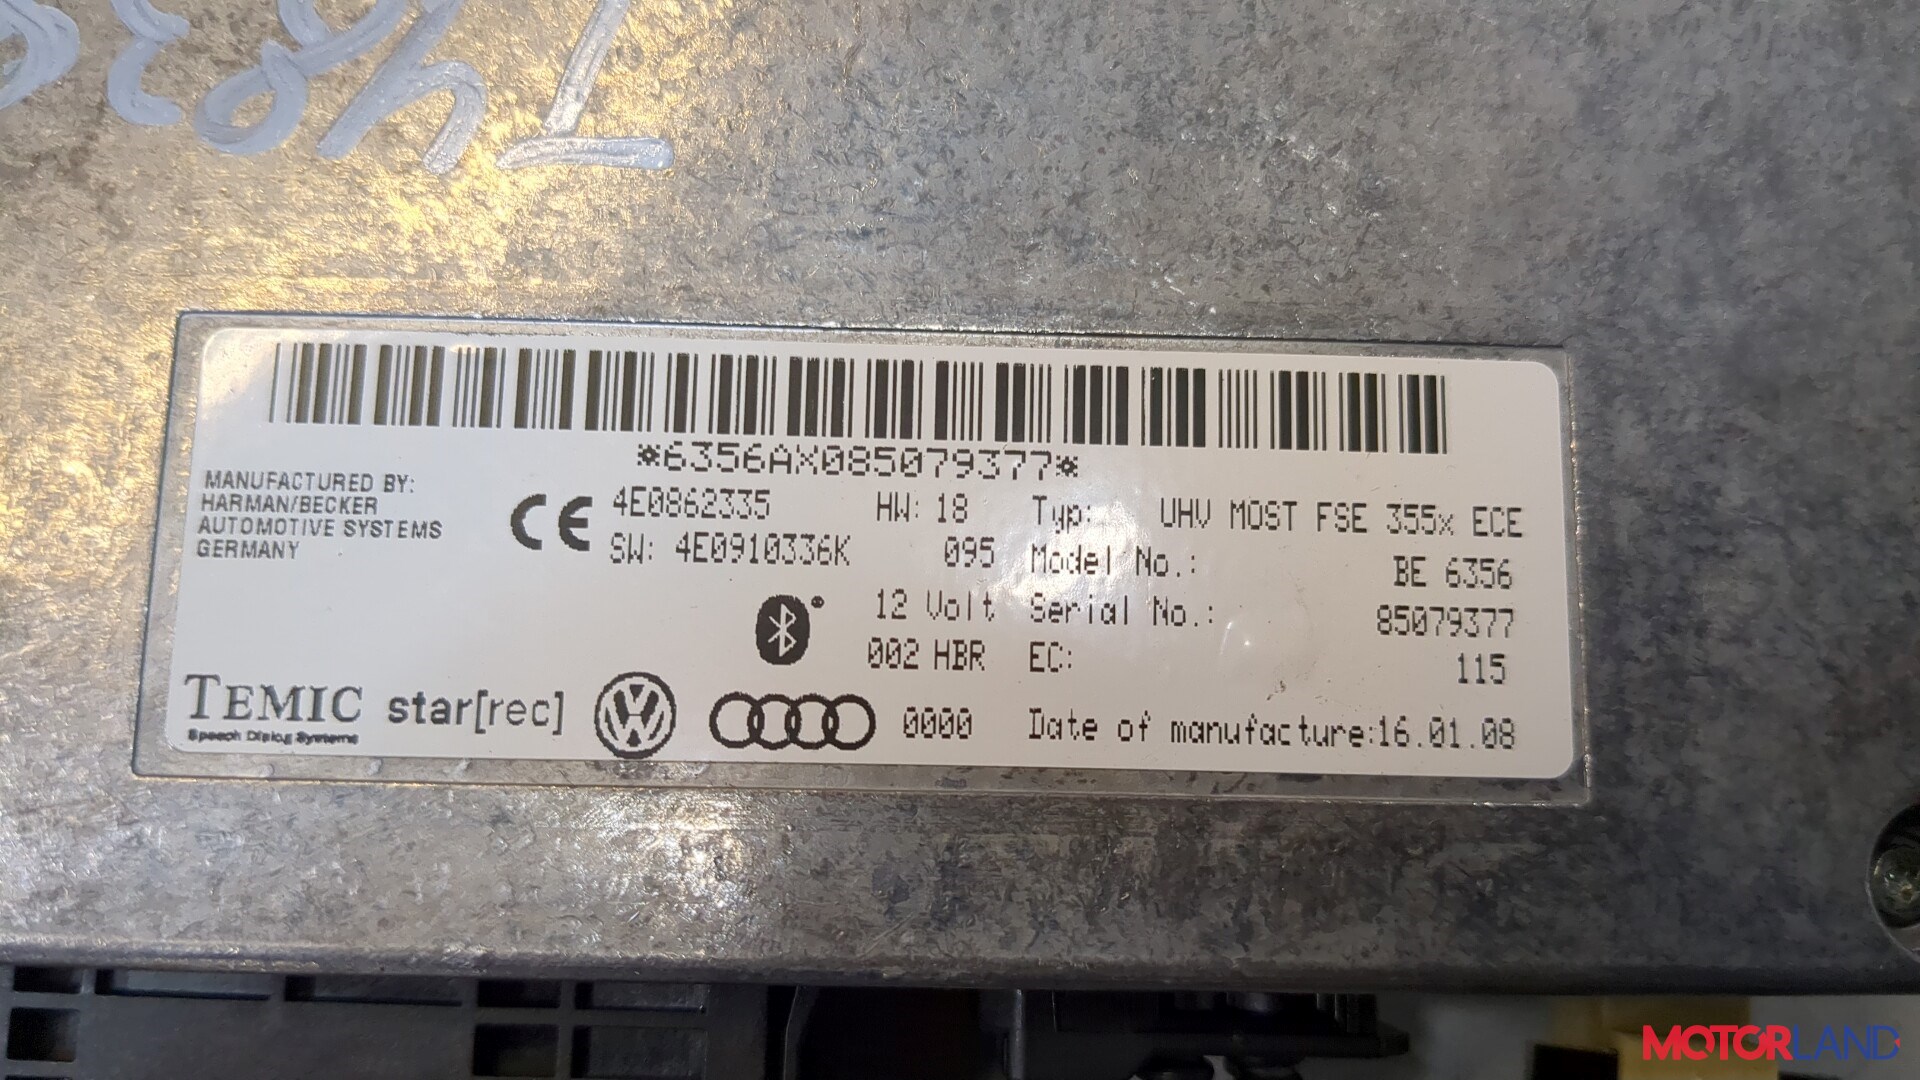 *6356AX085079377*
MANUFACTURED BY:
HARMAN/BECKER
AUTOMOTIVE SYSTEMS
GERMANY
CE
4E0862335 HW: 18
SW: 4E0910336K 095
12 Volt
002 HBR
Typ: UHV MOST FSE 355x ECE
Model No.: BE 6356
Serial No.: 85079377
EC: 115
TEMIC
Speech Dialog Systems
star[rec]
0000
Date of manufacture:16.01.08
MOTORLAND